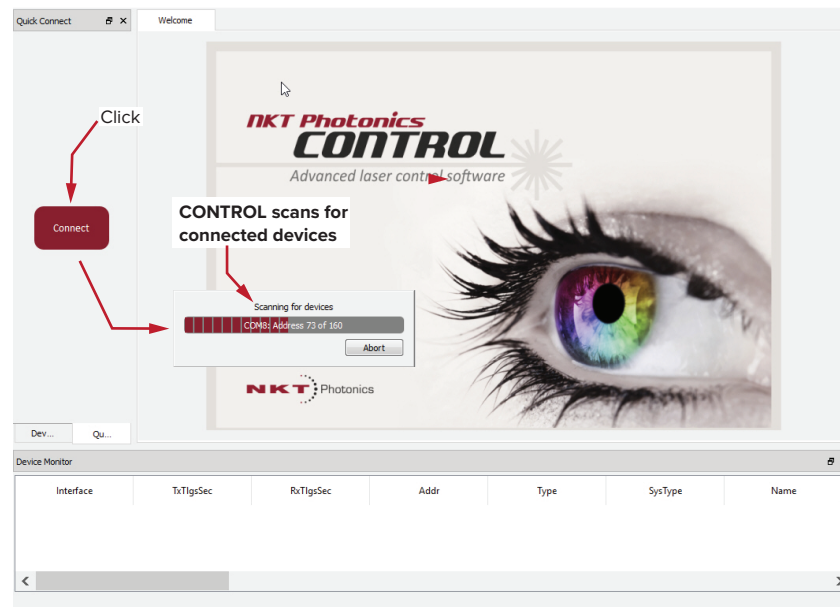 Quick Connect
Welcome
Click
NKT Photonics
CONTROL
Advanced laser control software
Connect
CONTROL scans for
connected devices
Scanning for devices
COM8: Address 73 of 160
Abort
NKT Photonics
Dev...
Qu...
Device Monitor
Interface TxTlgsSec RxTlgsSec Addr Type SysType Name